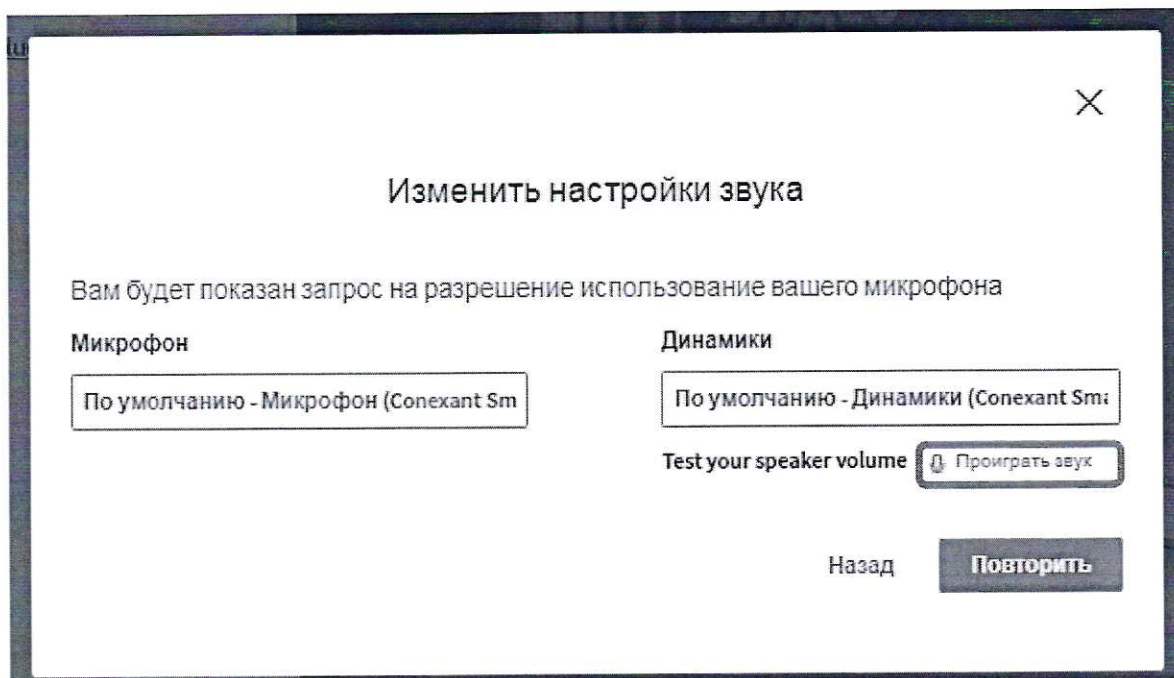 Изменить настройки звука
Вам будет показан запрос на разрешение использование вашего микрофона
Микрофон
Динамики
По умолчанию - Микрофон (Conexant Sm
По умолчанию - Динамики (Conexant Sma
Test your speaker volume
Проиграть звук
Назад
Повторить